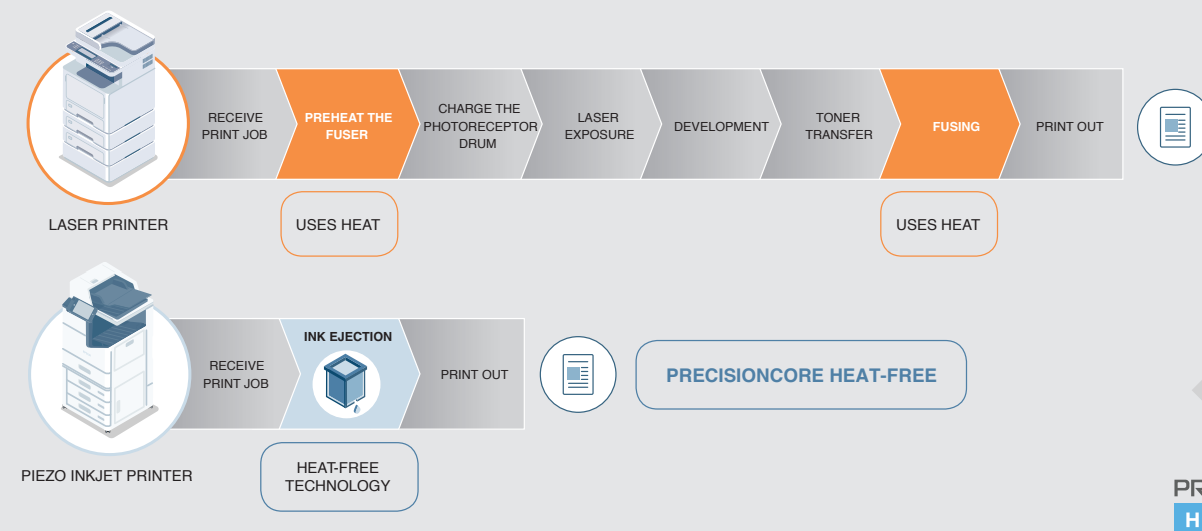 RECEIVE
PRINT JOB
PREHEAT THE
FUSER
CHARGE THE
PHOTORECEPTOR
DRUM
LASER
EXPOSURE
DEVELOPMENT
TONER
TRANSFER
FUSING
PRINT OUT
LASER PRINTER
USES HEAT
USES HEAT
RECEIVE
PRINT JOB
INK EJECTION
PRINT OUT
PRECISIONCORE HEAT-FREE
PIEZO INKJET PRINTER
HEAT-FREE
TECHNOLOGY